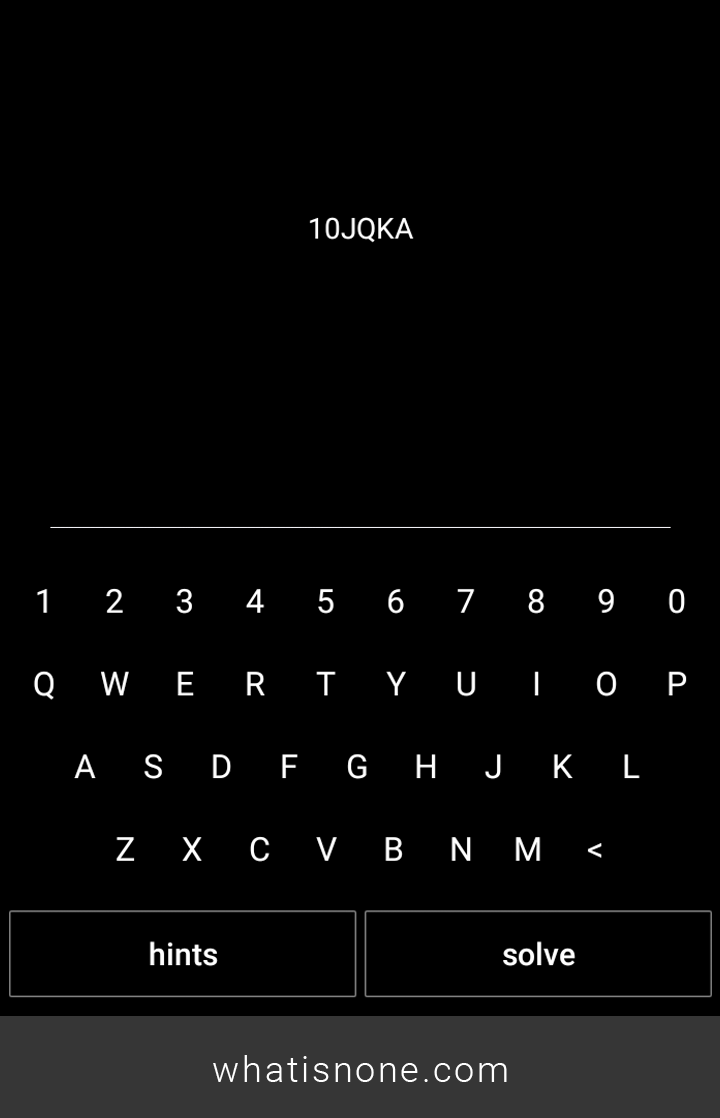 10JQKA
1 2 3 4 5 6 7 8 9 0
Q W E R T Y U I O P
A S D F G H J K L
Z X C V B N M <
hints solve
whatisnone.com